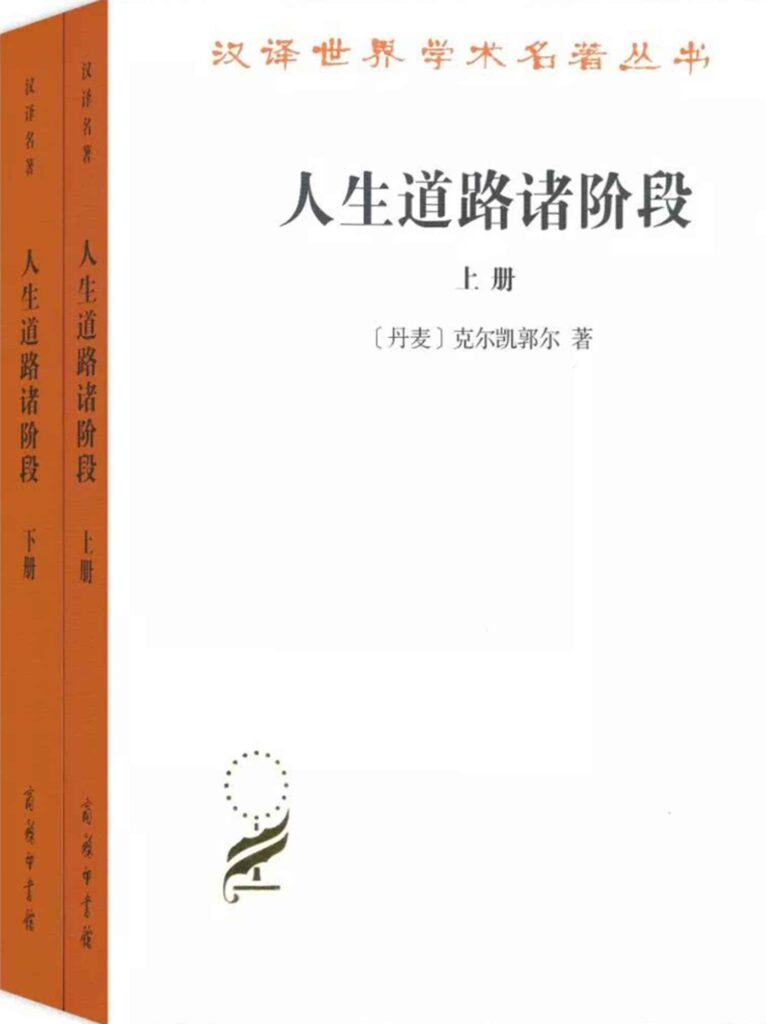 汉译世界学术名著丛书
人生道路诸阶段
上册
〔丹麦〕克尔凯郭尔 著
汉译名著
人生道路诸阶段
下册
商务印书馆
汉译名著
人生道路诸阶段
上册
商务印书馆